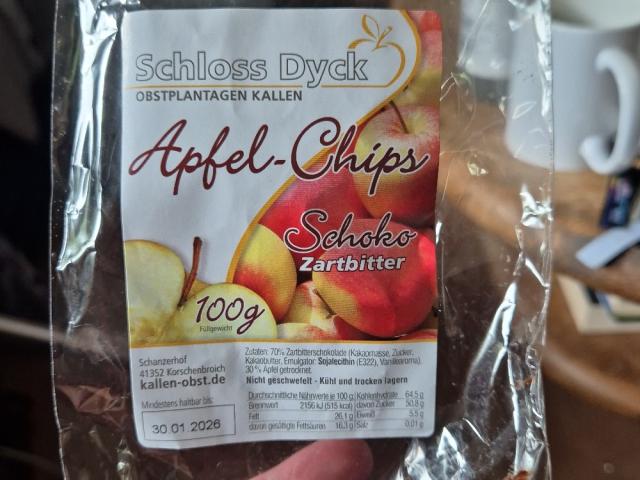 Schloss Dyck
OBSTPLANTAGEN KALLEN
Apfel-Chips
Schoko
Zartbitter
100g
Füllgewicht
Schanzerhof
41352 Korschenbroich
kallen-obst.de
Mindestens haltbar bis:
30.01.2026
Zutaten: 70% Zartbitterschokolade (Kakaomasse, Zucker,
Kakaobutter, Emulgator: Sojalecithin (E322), Vanillearoma),
30% Apfel getrocknet.
Nicht geschwefelt - Kühl und trocken lagern
Durchschnittliche Nährwerte je 100 g: Kohlenhydrate 64,5 g
Brennwert 2156 kJ (515 kcal) davon Zucker 50,8 g
Fett 26,1 g Eiweiß 5,5 g
davon gesättigte Fettsäuren 16,3 g Salz 0,01 g